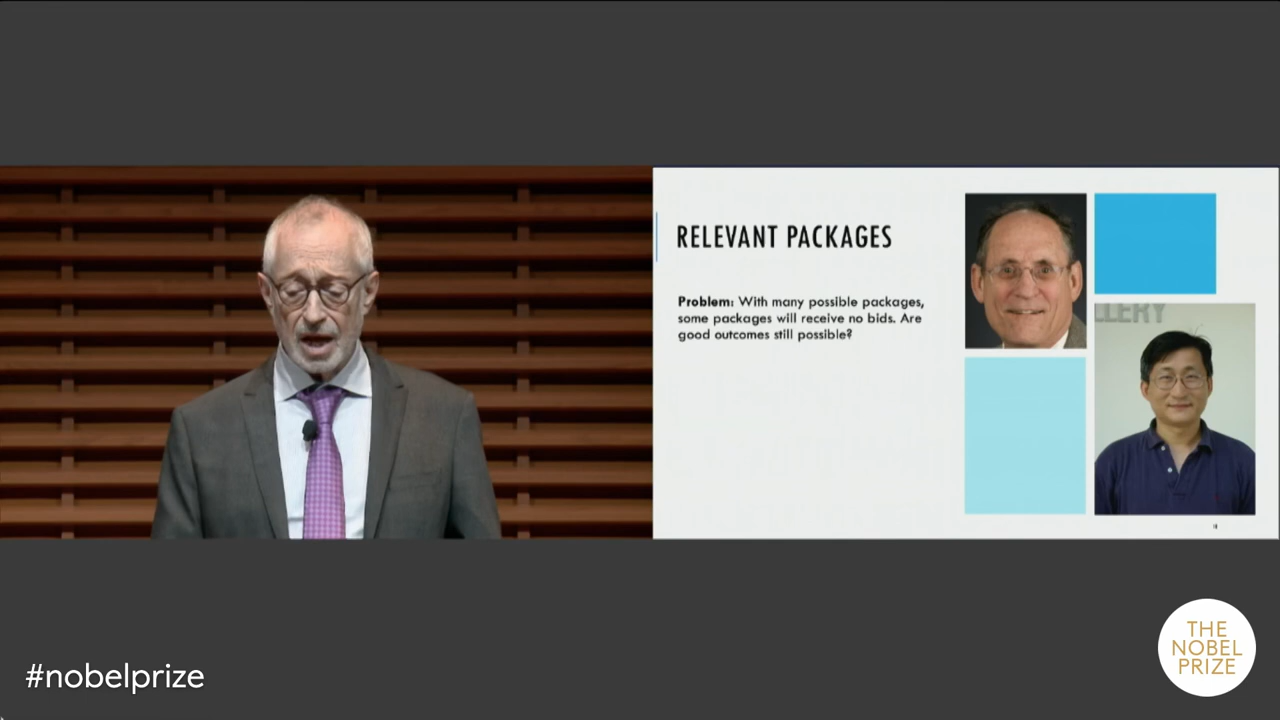 RELEVANT PACKAGES
Problem: With many possible packages,
some packages will receive no bids. Are
good outcomes still possible?
LLERY
#nobelprize
THE
NOBEL
PRIZE